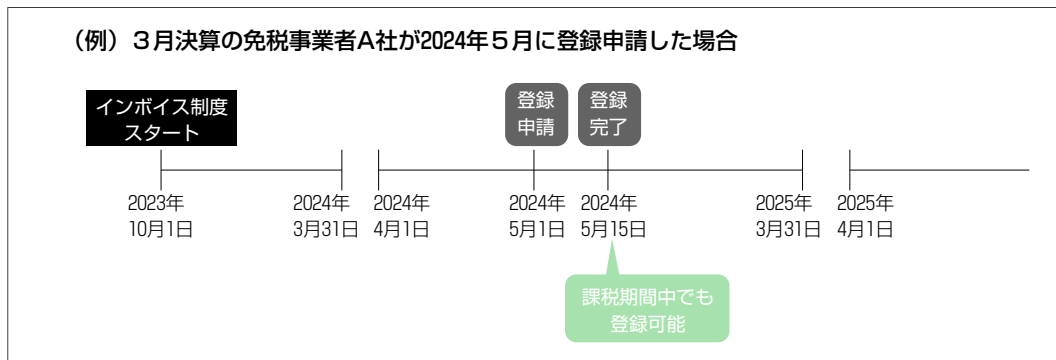 （例）３月決算の免税事業者A社が2024年５月に登録申請した場合
インボイス制度
スタート
登録
申請
登録
完了
2023年
10月1日
2024年
3月31日
2024年
4月1日
2024年
5月1日
2024年
5月15日
2025年
3月31日
2025年
4月1日
課税期間中でも
登録可能